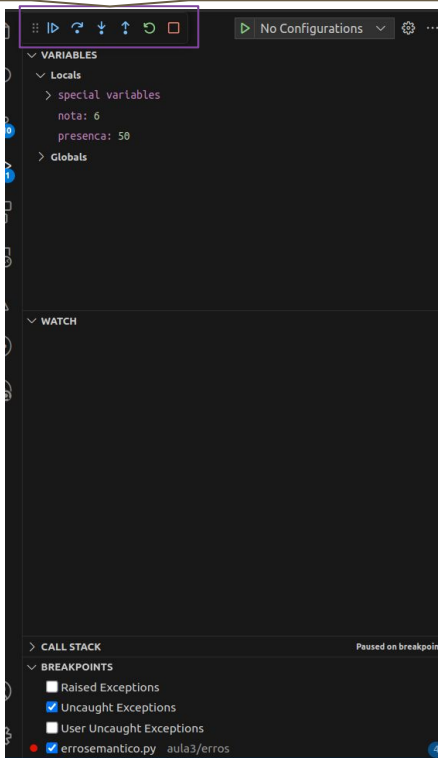 No Configurations
VARIABLES
Locals
special variables
nota: 6
presenca: 50
Globals
WATCH
CALL STACK Paused on breakpoin
BREAKPOINTS
Raised Exceptions
Uncaught Exceptions
User Uncaught Exceptions
errosemantico.py aula3/erros 4